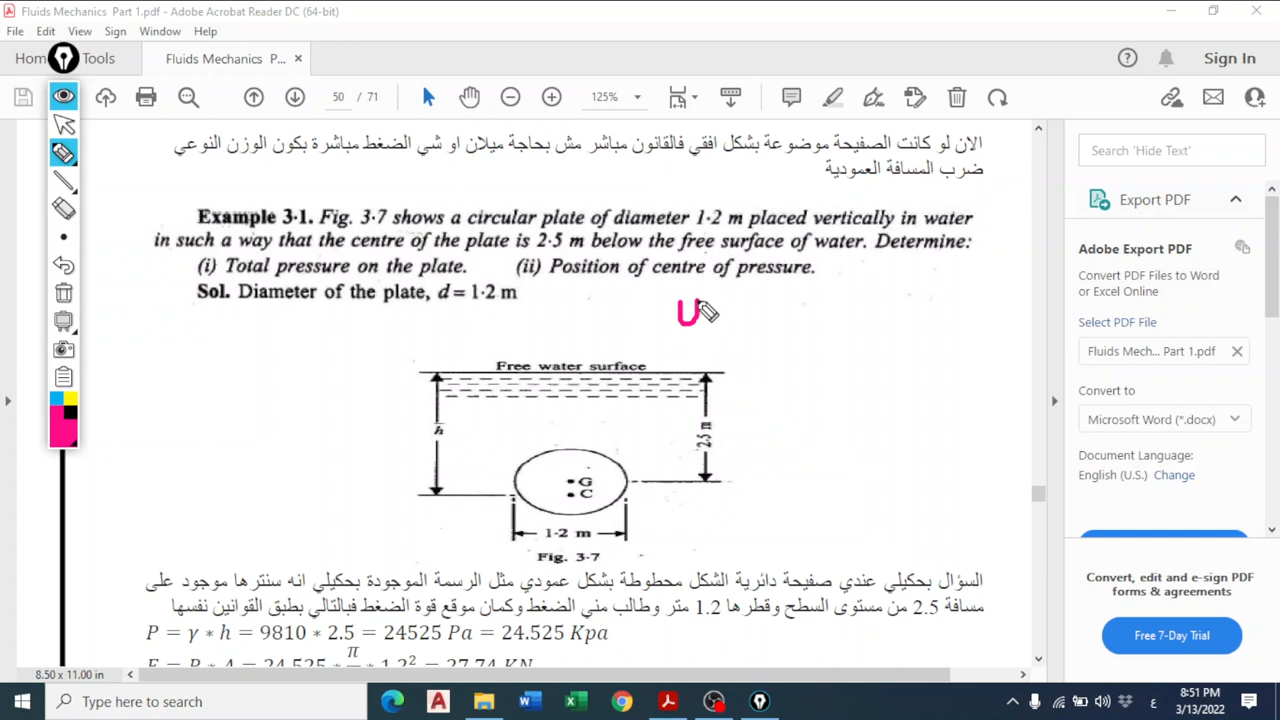 Fluids Mechanics Part 1.pdf - Adobe Acrobat Reader DC (64-bit)
File Edit View Sign Window Help
Hom Tools Fluids Mechanics P... × Sign In
50 / 71 125%
الان لو كانت الصفيحة موضوعة بشكل افقي فالقانون مباشر مش بحاجة ميلان او شي الضغط مباشرة بكون الوزن النوعي
ضرب المسافة العمودية
Example 3·1. Fig. 3·7 shows a circular plate of diameter 1·2 m placed vertically in water
in such a way that the centre of the plate is 2·5 m below the free surface of water. Determine:
(i) Total pressure on the plate. (ii) Position of centre of pressure.
Sol. Diameter of the plate, d = 1·2 m
U
Free water surface
h
2.5 m
G
C
1·2 m
Fig. 3·7
السؤال بحكيلي عندي صفيحة دائرية الشكل محطوطة بشكل عمودي مثل الرسمة الموجودة بحكيلي انه سنترها موجود على
مسافة 2.5 من مستوى السطح وقطرها 1.2 متر وطالب مني الضغط وكمان موقع قوة الضغط فبالتالي بطبق القوانين نفسها
P = γ * h = 9810 * 2.5 = 24525 Pa = 24.525 Kpa
F = P * A = 24.525 * π * 1.2² = 27.74 KN
8.50 x 11.00 in
Search 'Hide Text'
Export PDF
Adobe Export PDF
Convert PDF Files to Word
or Excel Online
Select PDF File
Fluids Mech... Part 1.pdf ×
Convert to
Microsoft Word (*.docx)
Document Language:
English (U.S.) Change
Convert, edit and e-sign PDF
forms & agreements
Free 7-Day Trial
Type here to search
ع
8:51 PM
3/13/2022